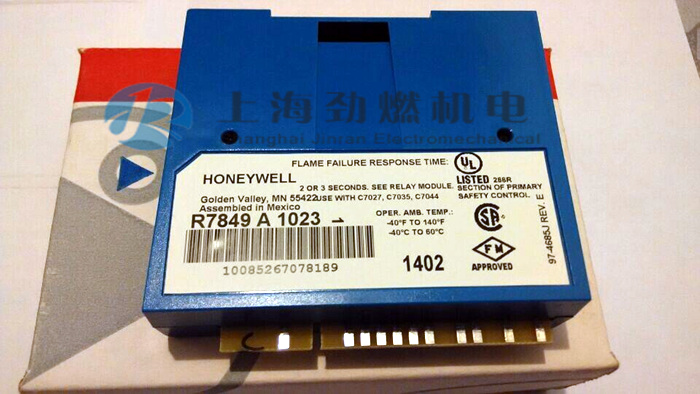 上海劲燃机电
Shanghai Jinran Electromechanical
FLAME FAILURE RESPONSE TIME:
2 OR 3 SECONDS. SEE RELAY MODULE.
USE WITH C7027, C7035, C7044
HONEYWELL
Golden Valley, MN 55422
Assembled in Mexico
R7849 A 1023
OPER. AMB. TEMP.:
-40°F TO 140°F
-40°C TO 60°C
10085267078189
1402
UL
LISTED 288R
SECTION OF PRIMARY
SAFETY CONTROL.
SA
FM
APPROVED
97-4685J REV. E
C